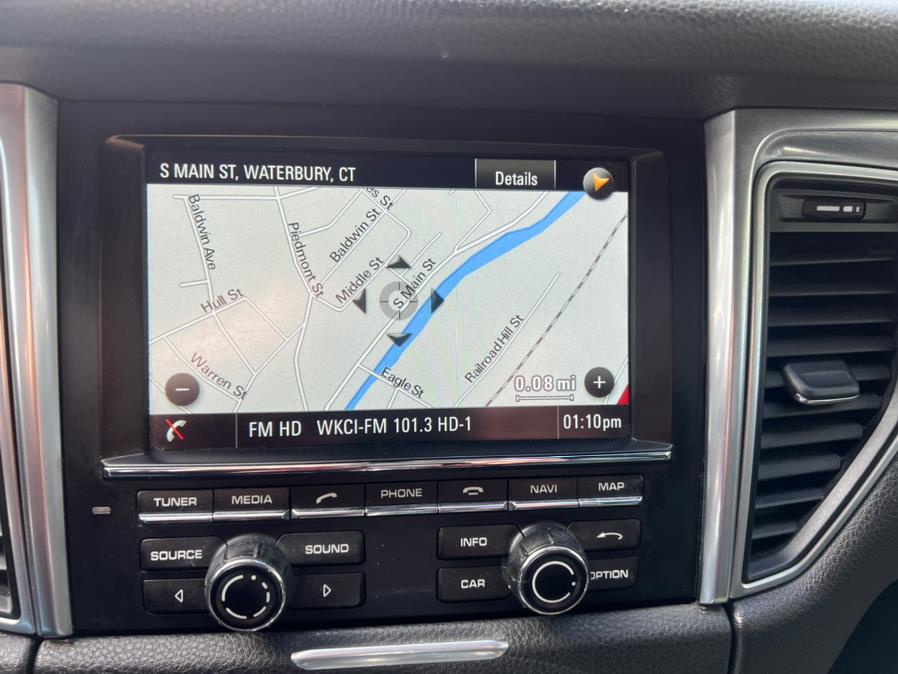 S MAIN ST, WATERBURY, CT
Details
Baldwin Ave
Piedmont St
Baldwin St
es St
Middle St
S Main St
Hull St
Warren St
Eagle St
Railroad Hill St
0.08 mi
FM HD WKCI-FM 101.3 HD-1 01:10pm
TUNER MEDIA PHONE NAVI MAP
SOURCE SOUND INFO
CAR OPTION